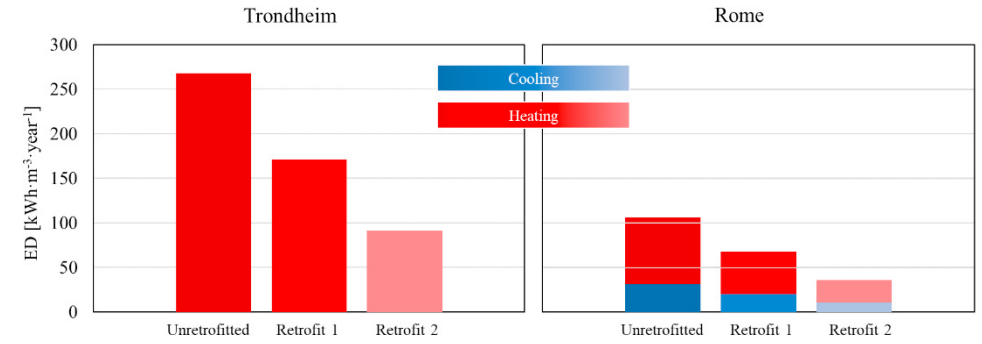 Trondheim
Rome
300
250
200
150
100
50
0
ED [kWh·m⁻³·year⁻¹]
Cooling
Heating
Unretrofitted Retrofit 1 Retrofit 2
Unretrofitted Retrofit 1 Retrofit 2